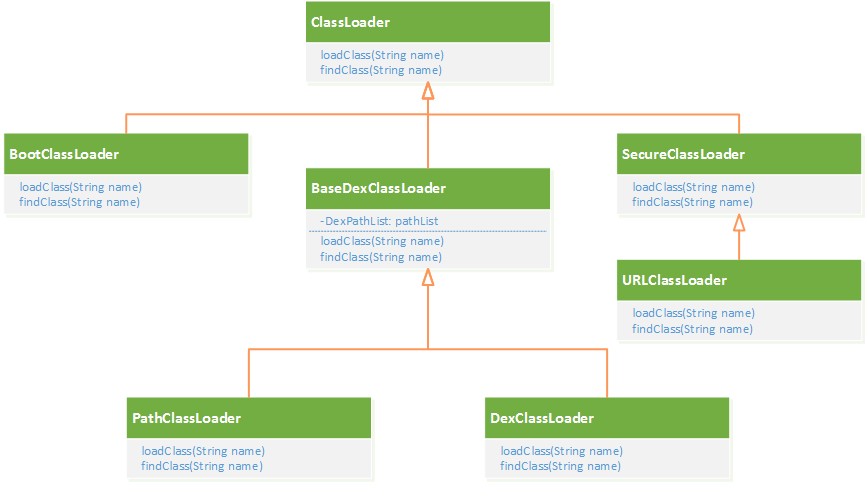 ClassLoader
loadClass(String name)
findClass(String name)
BootClassLoader
loadClass(String name)
findClass(String name)
BaseDexClassLoader
-DexPathList: pathList
loadClass(String name)
findClass(String name)
SecureClassLoader
loadClass(String name)
findClass(String name)
URLClassLoader
loadClass(String name)
findClass(String name)
PathClassLoader
loadClass(String name)
findClass(String name)
DexClassLoader
loadClass(String name)
findClass(String name)